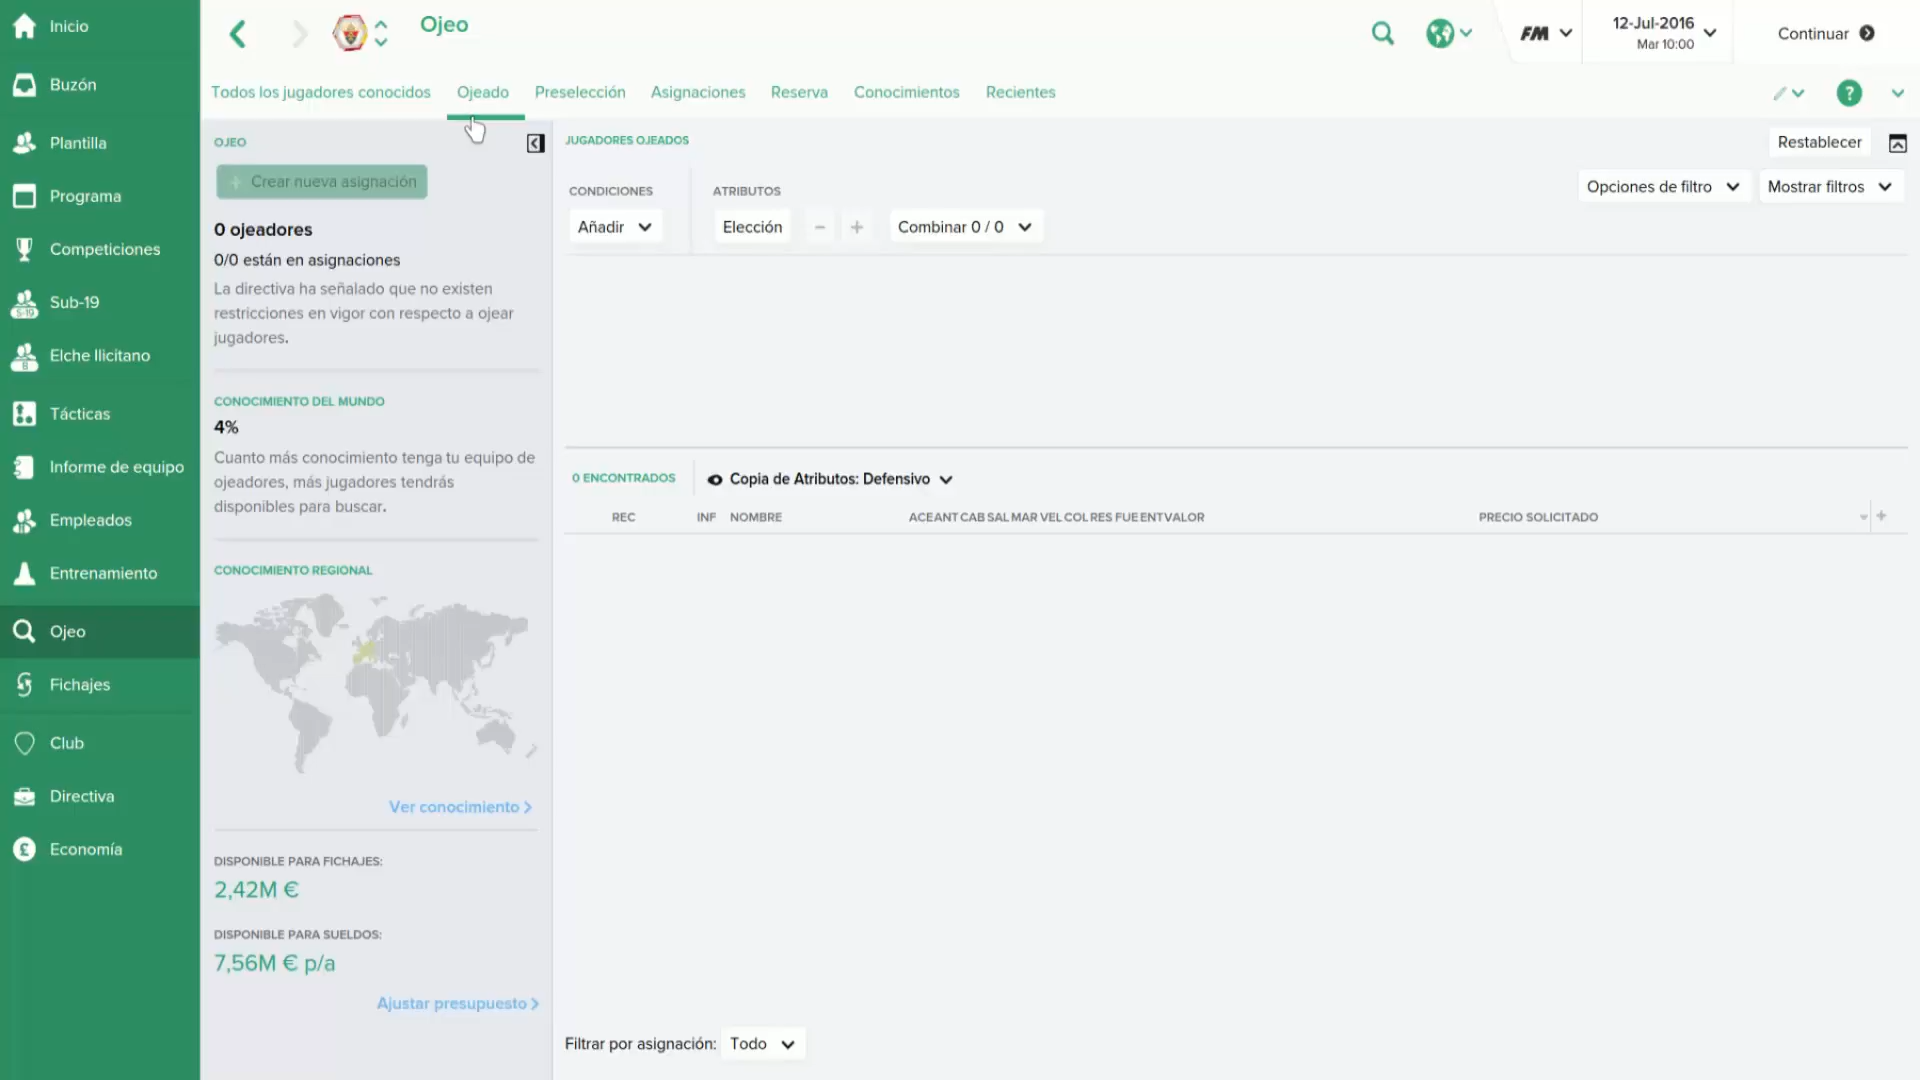 Inicio
Buzón
Plantilla
Programa
Competiciones
Sub-19
Elche Ilicitano
Tácticas
Informe de equipo
Empleados
Entrenamiento
Ojeo
Fichajes
Club
Directiva
Economía
Ojeo
FM
12-Jul-2016
Mar 10:00
Continuar
Todos los jugadores conocidos
Ojeado
Preselección
Asignaciones
Reserva
Conocimientos
Recientes
?
OJEO
+ Crear nueva asignación
0 ojeadores
0/0 están en asignaciones
La directiva ha señalado que no existen
restricciones en vigor con respecto a ojear
jugadores.
CONOCIMIENTO DEL MUNDO
4%
Cuanto más conocimiento tenga tu equipo de
ojeadores, más jugadores tendrás
disponibles para buscar.
CONOCIMIENTO REGIONAL
Ver conocimiento >
DISPONIBLE PARA FICHAJES:
2,42M €
DISPONIBLE PARA SUELDOS:
7,56M € p/a
Ajustar presupuesto >
JUGADORES OJEADOS
Restablecer
CONDICIONES
ATRIBUTOS
Opciones de filtro
Mostrar filtros
Añadir
Elección
− +
Combinar 0 / 0
0 ENCONTRADOS
Copia de Atributos: Defensivo
REC INF NOMBRE ACE ANT CAB SAL MAR VEL COL RES FUE ENT VALOR PRECIO SOLICITADO +
Filtrar por asignación: Todo